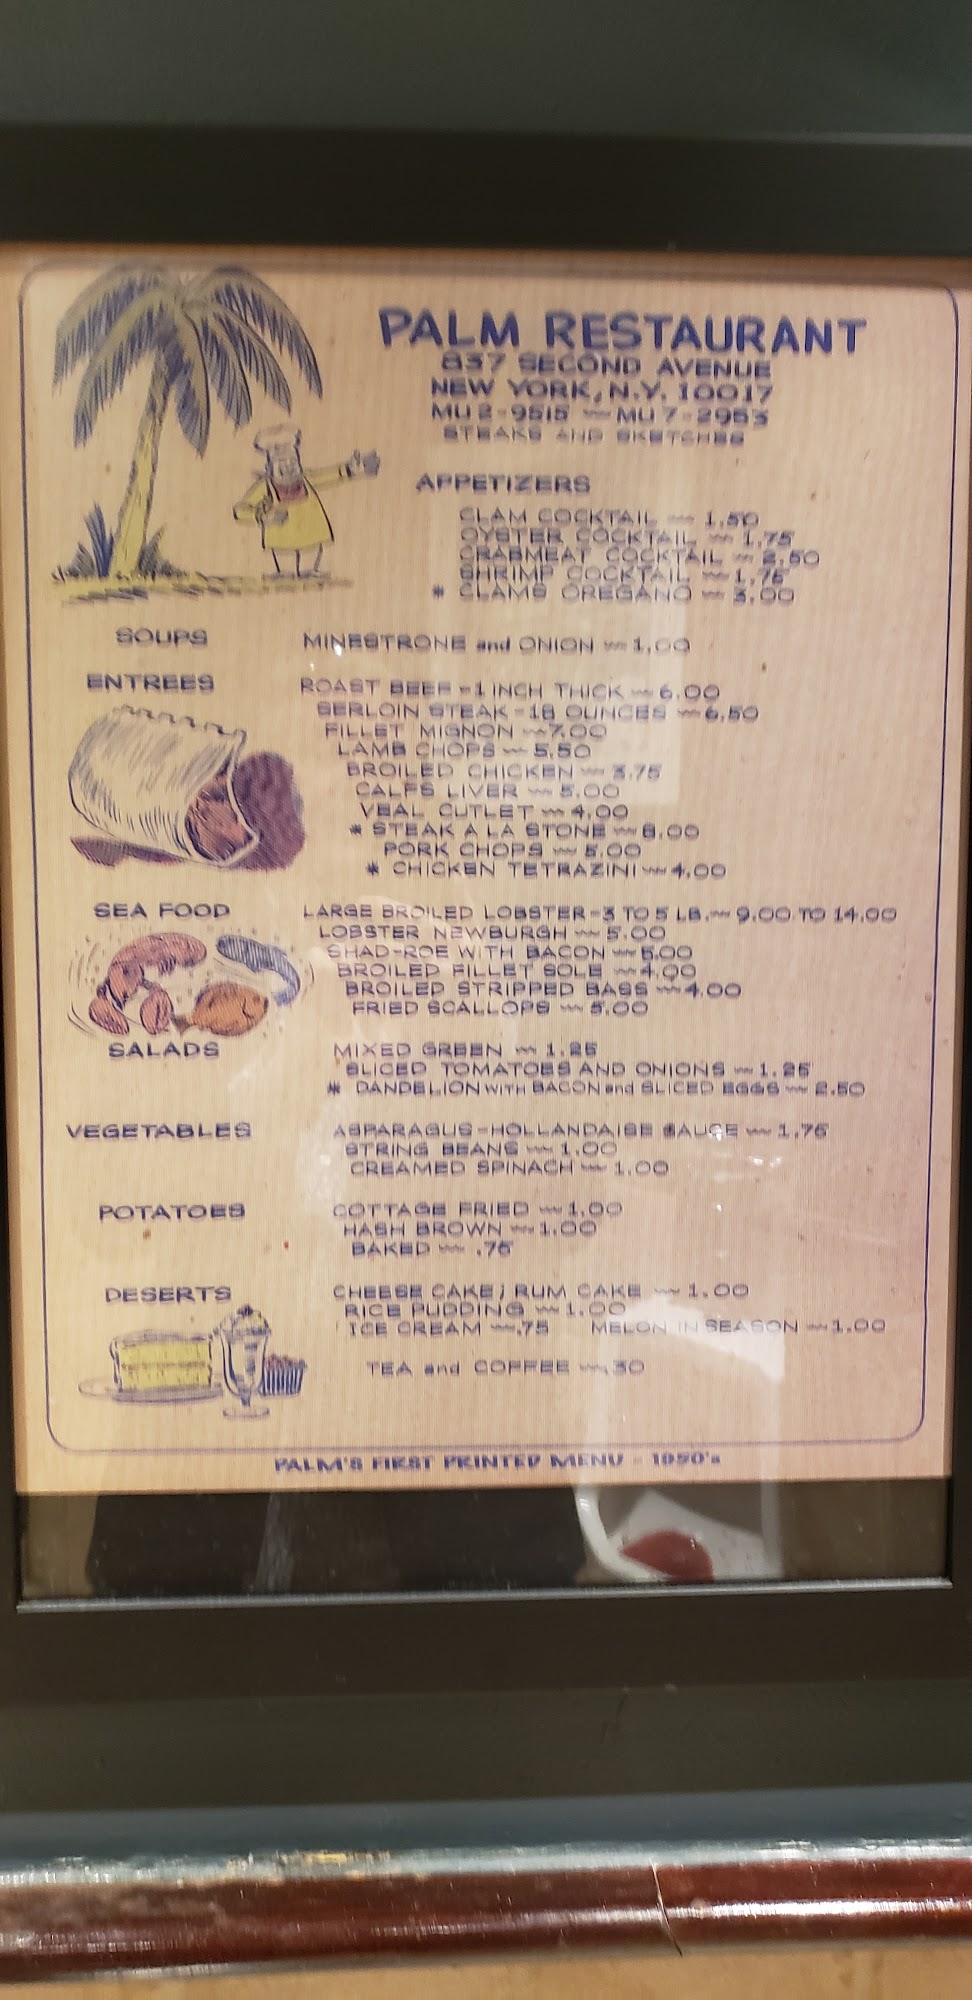 PALM RESTAURANT
837 SECOND AVENUE
NEW YORK, N.Y. 10017
MU 2-9515 ~ MU 7-2953
STEAKS AND SKETCHES
APPETIZERS
CLAM COCKTAIL ~ 1.50
OYSTER COCKTAIL ~ 1.75
CRABMEAT COCKTAIL ~ 2.50
SHRIMP COCKTAIL ~ 1.75
* CLAMS OREGANO ~ 3.00
SOUPS MINESTRONE and ONION ~ 1.00
ENTREES ROAST BEEF-1 INCH THICK ~ 6.00
SERLOIN STEAK-18 OUNCES ~ 6.50
FILLET MIGNON ~ 7.00
LAMB CHOPS ~ 5.50
BROILED CHICKEN ~ 3.75
CALFS LIVER ~ 5.00
VEAL CUTLET ~ 4.00
* STEAK A LA STONE ~ 8.00
PORK CHOPS ~ 5.00
* CHICKEN TETRAZINI ~ 4.00
SEA FOOD LARGE BROILED LOBSTER-3 TO 5 LB. ~ 9.00 TO 14.00
LOBSTER NEWBURGH ~ 5.00
SHAD-ROE WITH BACON ~ 5.00
BROILED FILLET SOLE ~ 4.00
BROILED STRIPPED BASS ~ 4.00
FRIED SCALLOPS ~ 5.00
SALADS MIXED GREEN ~ 1.25
SLICED TOMATOES AND ONIONS ~ 1.25
* DANDELION WITH BACON and SLICED EGGS ~ 2.50
VEGETABLES ASPARAGUS-HOLLANDAISE SAUCE ~ 1.75
STRING BEANS ~ 1.00
CREAMED SPINACH ~ 1.00
POTATOES COTTAGE FRIED ~ 1.00
HASH BROWN ~ 1.00
BAKED ~ .75
DESERTS CHEESE CAKE; RUM CAKE ~ 1.00
RICE PUDDING ~ 1.00
ICE CREAM ~ .75 MELON IN SEASON ~ 1.00
TEA and COFFEE ~ .30
PALM'S FIRST PRINTED MENU - 1950's